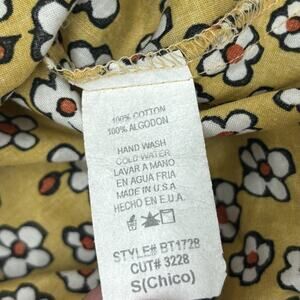 100% COTTON
100% ALGODON
HAND WASH
COLD WATER
LAVAR A MANO
EN AGUA FRIA
MADE IN U.S.A.
HECHO EN E.U.A.
STYLE# BT1728
CUT# 3228
S(Chico)